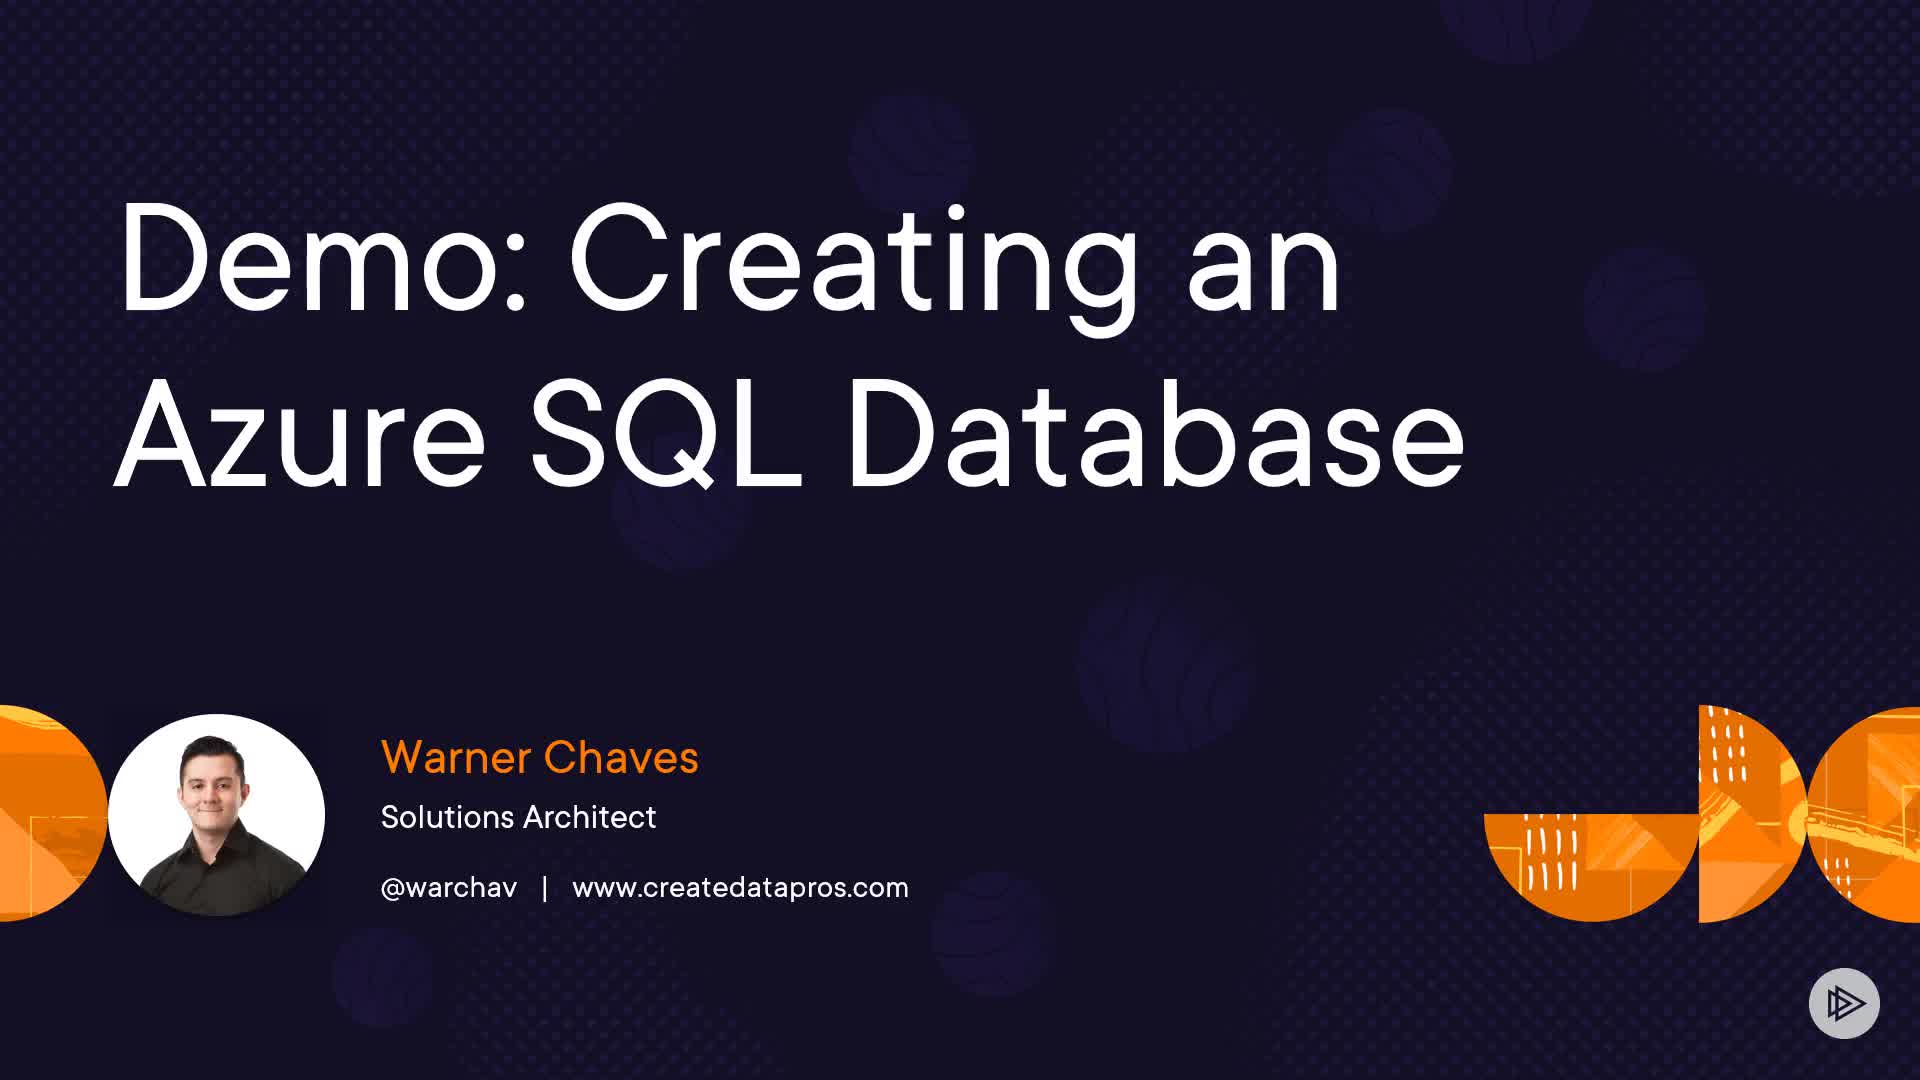 Demo: Creating an
Azure SQL Database
Warner Chaves
Solutions Architect
@warchav | www.createdatapros.com